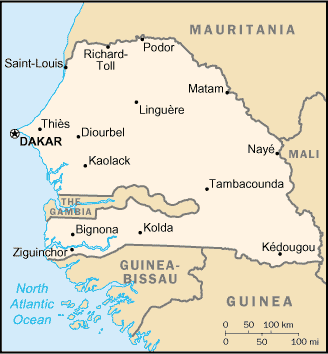 MAURITANIA
Podor
Richard-
Toll
Saint-Louis
Matam
Linguère
Thiès
Diourbel
DAKAR
Nayé
MALI
Kaolack
Tambacounda
THE
GAMBIA
Bignona
Kolda
Ziguinchor
Kédougou
GUINEA-
BISSAU
North
Atlantic
Ocean
GUINEA
0 50 100 km
0 50 100 mi